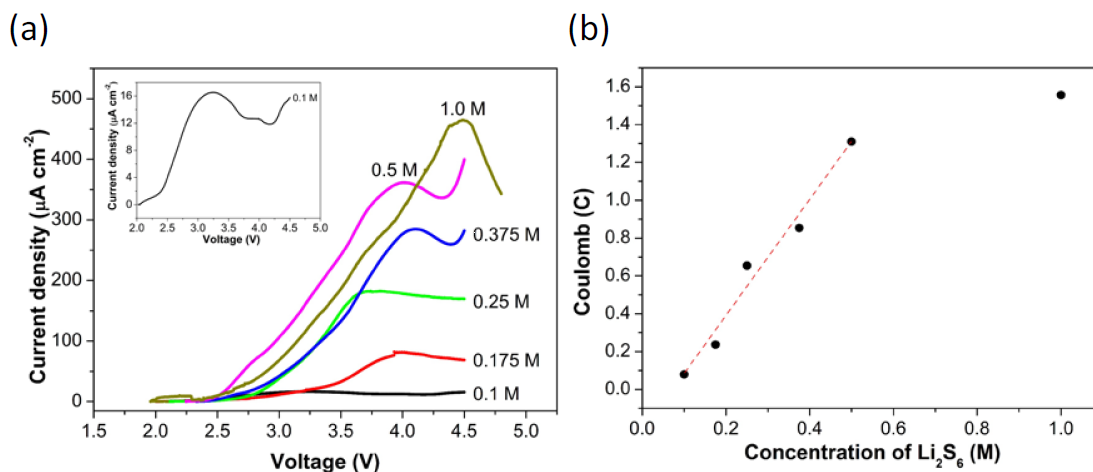 (a)
500
400
300
200
100
0
1.5 2.0 2.5 3.0 3.5 4.0 4.5 5.0
Current density (μA cm⁻²)
Voltage (V)
16
12
8
4
0
2.0 2.5 3.0 3.5 4.0 4.5 5.0
Current density (μA cm⁻²)
Voltage (V)
0.1 M
1.0 M
0.5 M
0.375 M
0.25 M
0.175 M
0.1 M
(b)
1.6
1.4
1.2
1.0
0.8
0.6
0.4
0.2
0.0
0.0 0.2 0.4 0.6 0.8 1.0
Coulomb (C)
Concentration of Li₂S₆ (M)